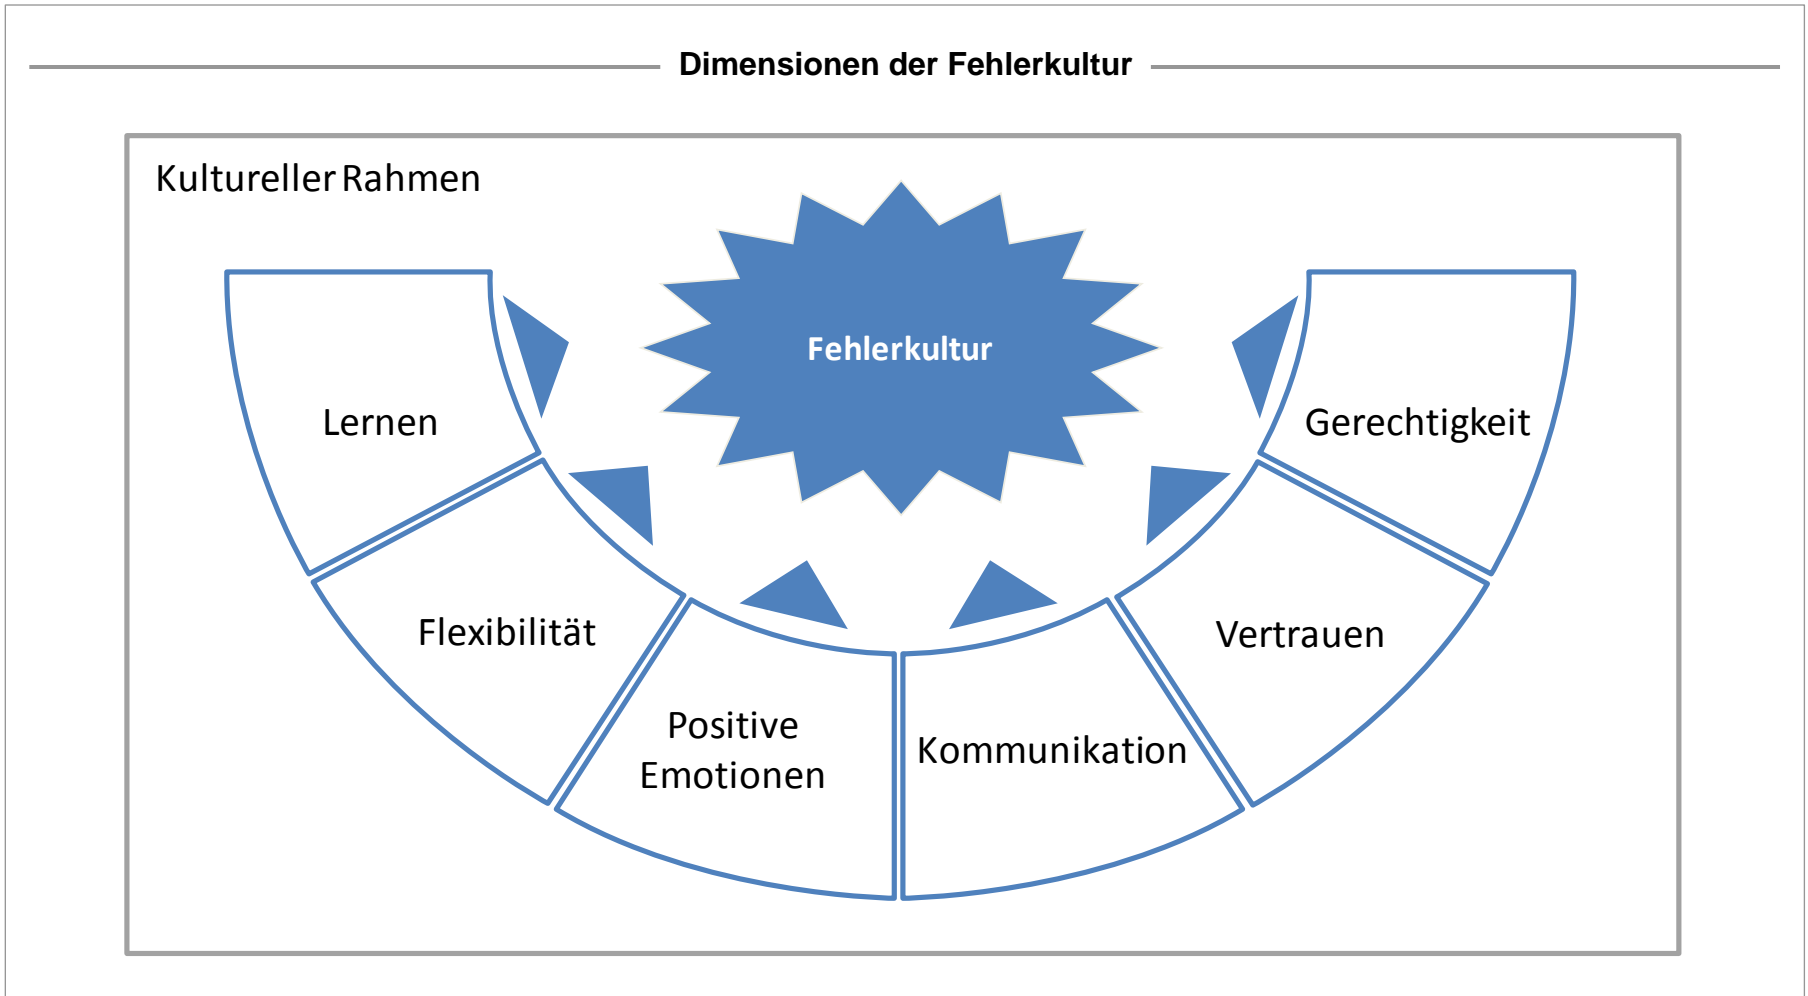 Dimensionen der Fehlerkultur
Kultureller Rahmen
Fehlerkultur
Lernen
Flexibilität
Positive
Emotionen
Kommunikation
Vertrauen
Gerechtigkeit